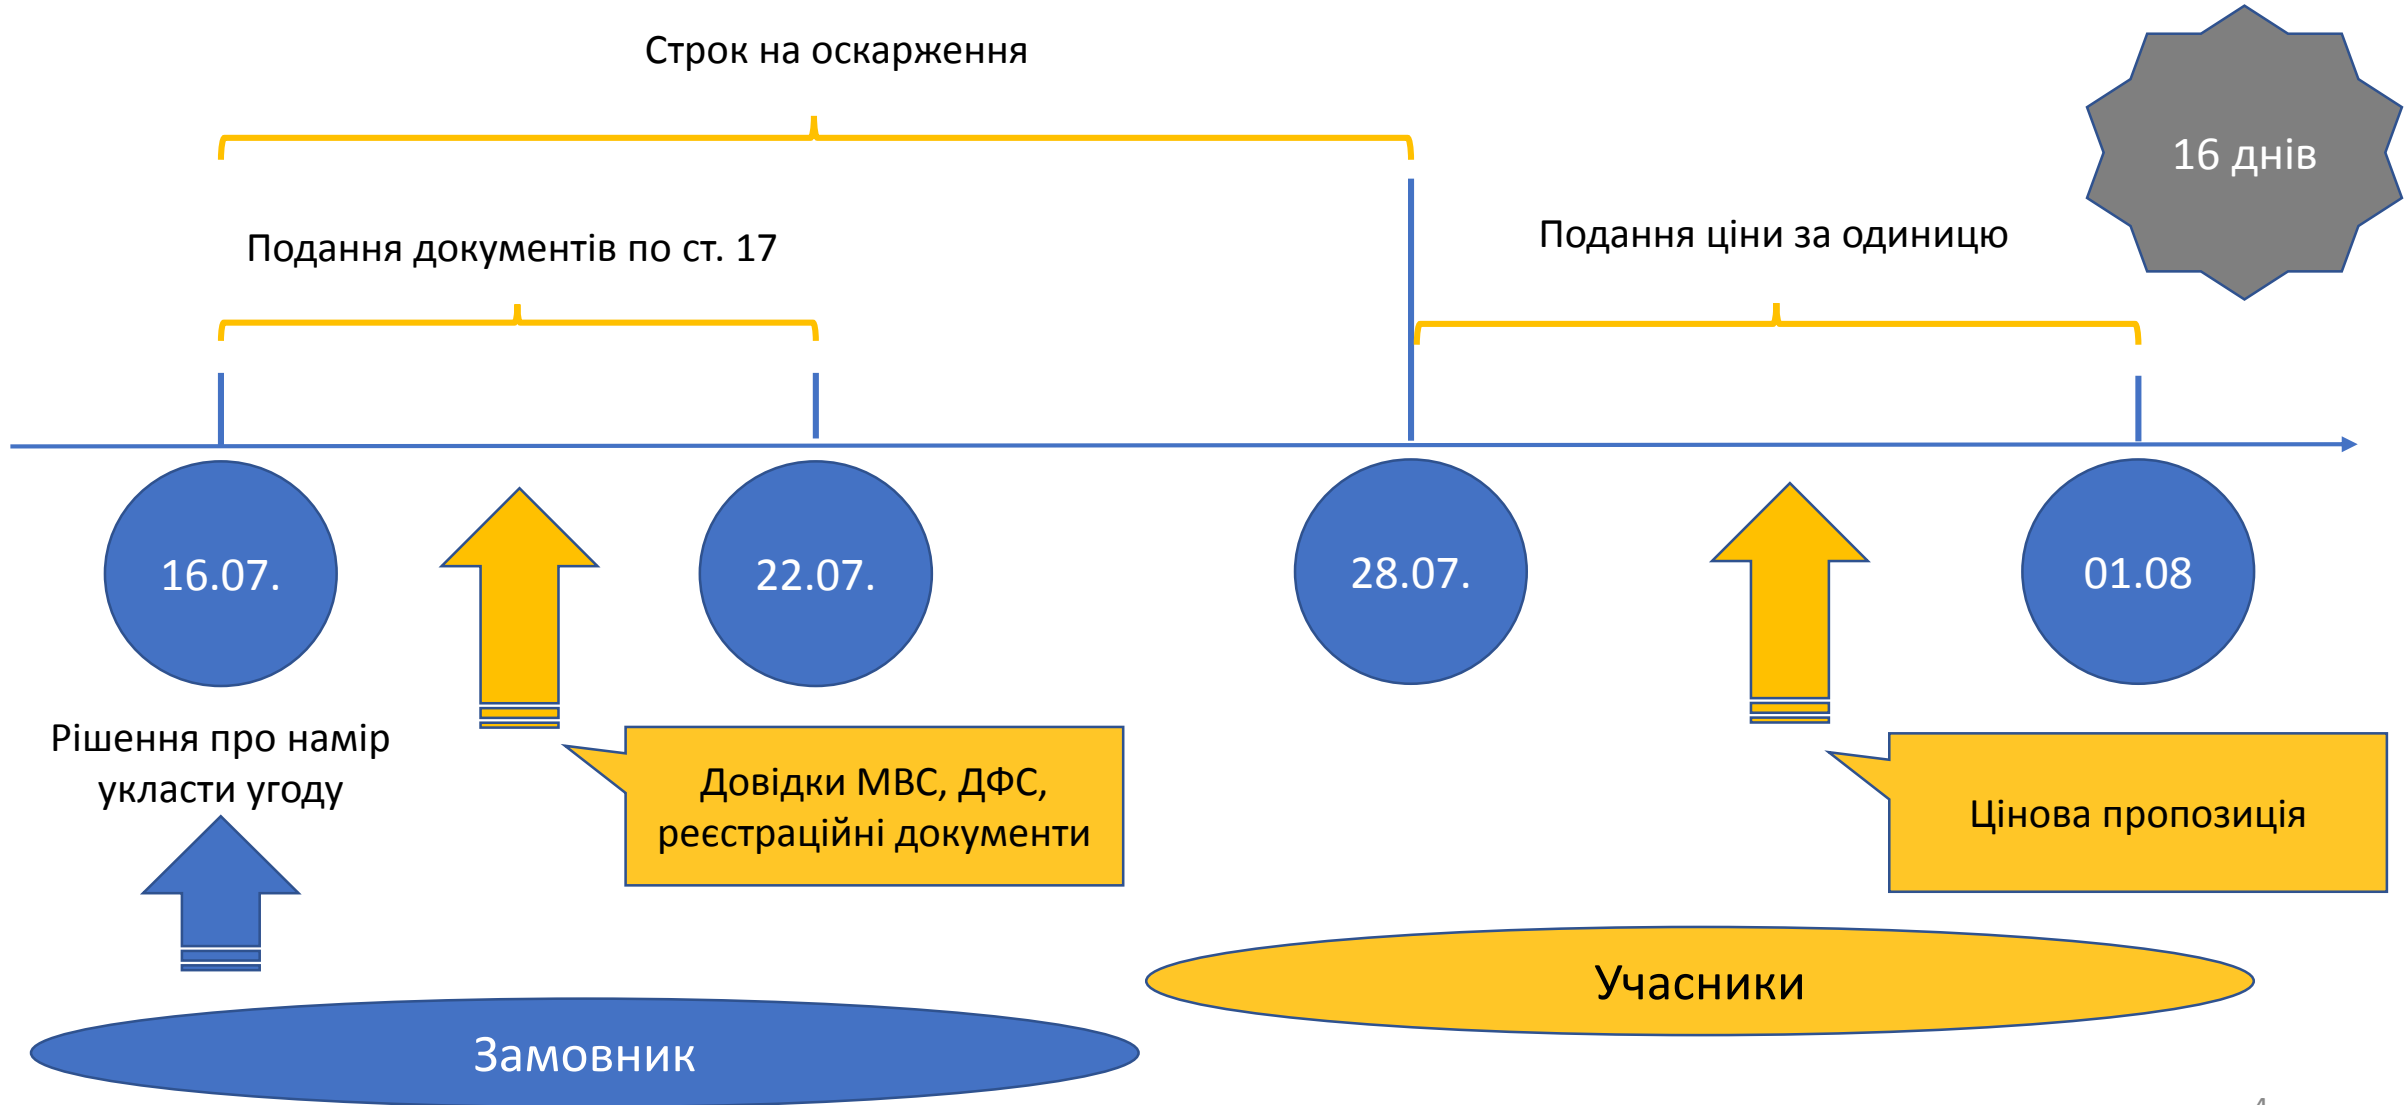 Строк на оскарження
16 днів
Подання документів по ст. 17
Подання ціни за одиницю
16.07.
22.07.
28.07.
01.08
Рішення про намір
укласти угоду
Довідки МВС, ДФС,
реєстраційні документи
Цінова пропозиція
Учасники
Замовник